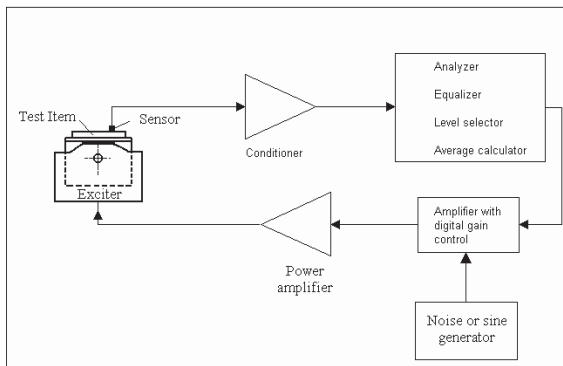 Analyzer
Equalizer
Level selector
Average calculator
Test Item
Sensor
Conditioner
Exciter
Power
amplifier
Amplifier with
digital gain
control
Noise or sine
generator